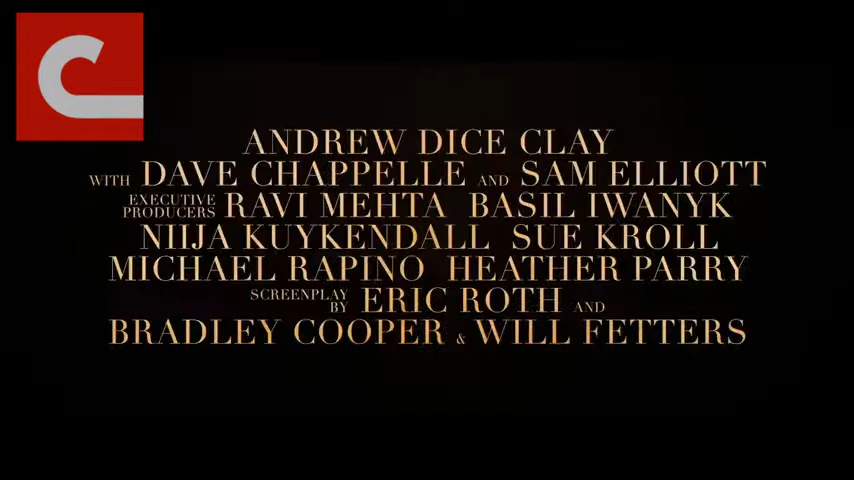 ANDREW DICE CLAY
WITH DAVE CHAPPELLE AND SAM ELLIOTT
EXECUTIVE PRODUCERS RAVI MEHTA BASIL IWANYK
NIIJA KUYKENDALL SUE KROLL
MICHAEL RAPINO HEATHER PARRY
SCREENPLAY BY ERIC ROTH AND
BRADLEY COOPER & WILL FETTERS